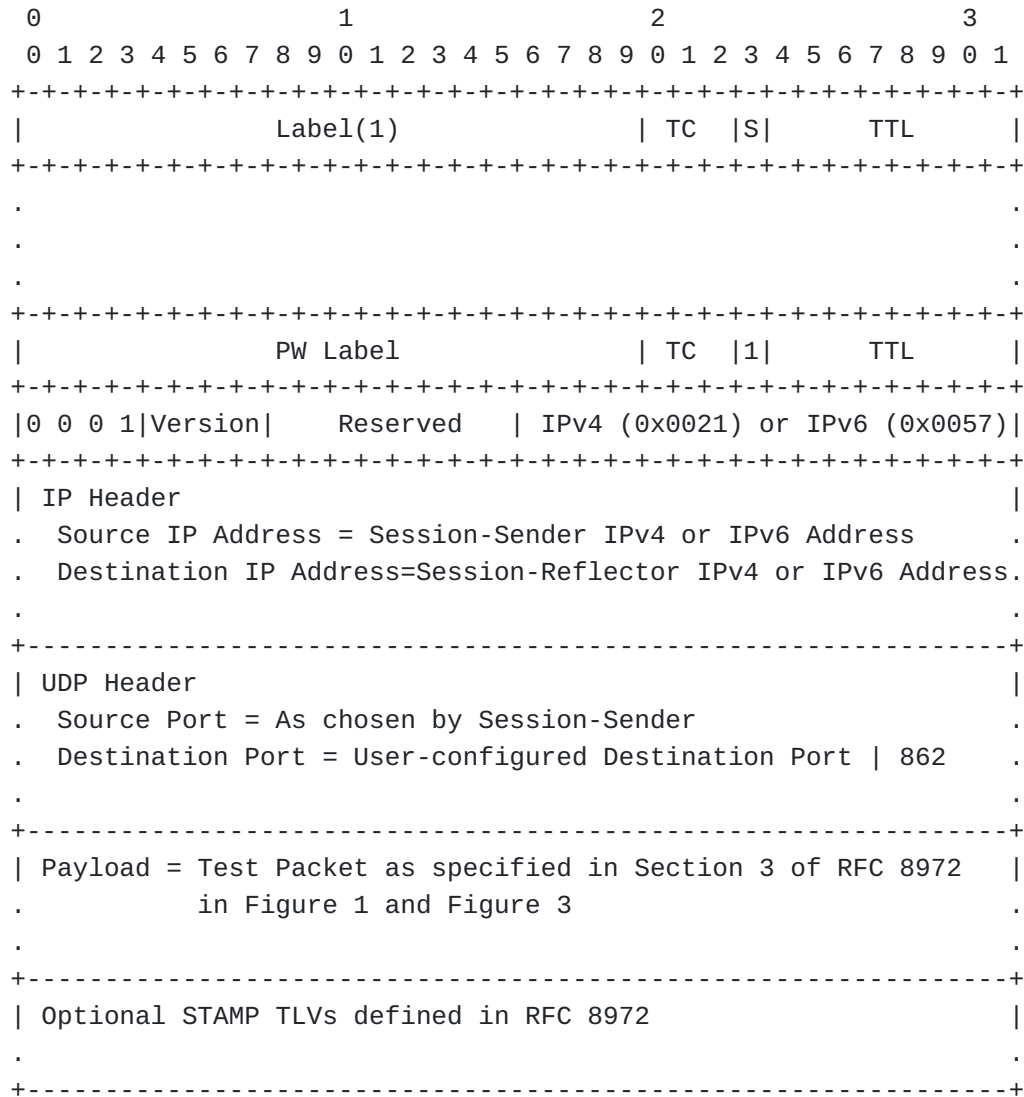 0                   1                   2                   3
 0 1 2 3 4 5 6 7 8 9 0 1 2 3 4 5 6 7 8 9 0 1 2 3 4 5 6 7 8 9 0 1
+-+-+-+-+-+-+-+-+-+-+-+-+-+-+-+-+-+-+-+-+-+-+-+-+-+-+-+-+-+-+-+-+
|                Label(1)               | TC  |S|      TTL      |
+-+-+-+-+-+-+-+-+-+-+-+-+-+-+-+-+-+-+-+-+-+-+-+-+-+-+-+-+-+-+-+-+
.                                                               .
.                                                               .
.                                                               .
+-+-+-+-+-+-+-+-+-+-+-+-+-+-+-+-+-+-+-+-+-+-+-+-+-+-+-+-+-+-+-+-+
|                PW Label               | TC  |1|      TTL      |
+-+-+-+-+-+-+-+-+-+-+-+-+-+-+-+-+-+-+-+-+-+-+-+-+-+-+-+-+-+-+-+-+
|0 0 0 1|Version|    Reserved   | IPv4 (0x0021) or IPv6 (0x0057)|
+-+-+-+-+-+-+-+-+-+-+-+-+-+-+-+-+-+-+-+-+-+-+-+-+-+-+-+-+-+-+-+-+
| IP Header                                                     |
.  Source IP Address = Session-Sender IPv4 or IPv6 Address      .
.  Destination IP Address=Session-Reflector IPv4 or IPv6 Address.
.                                                               .
+---------------------------------------------------------------+
| UDP Header                                                    |
.  Source Port = As chosen by Session-Sender                    .
.  Destination Port = User-configured Destination Port | 862    .
.                                                               .
+---------------------------------------------------------------+
| Payload = Test Packet as specified in Section 3 of RFC 8972   |
.           in Figure 1 and Figure 3                            .
.                                                               .
+---------------------------------------------------------------+
| Optional STAMP TLVs defined in RFC 8972                       |
.                                                               .
+---------------------------------------------------------------+